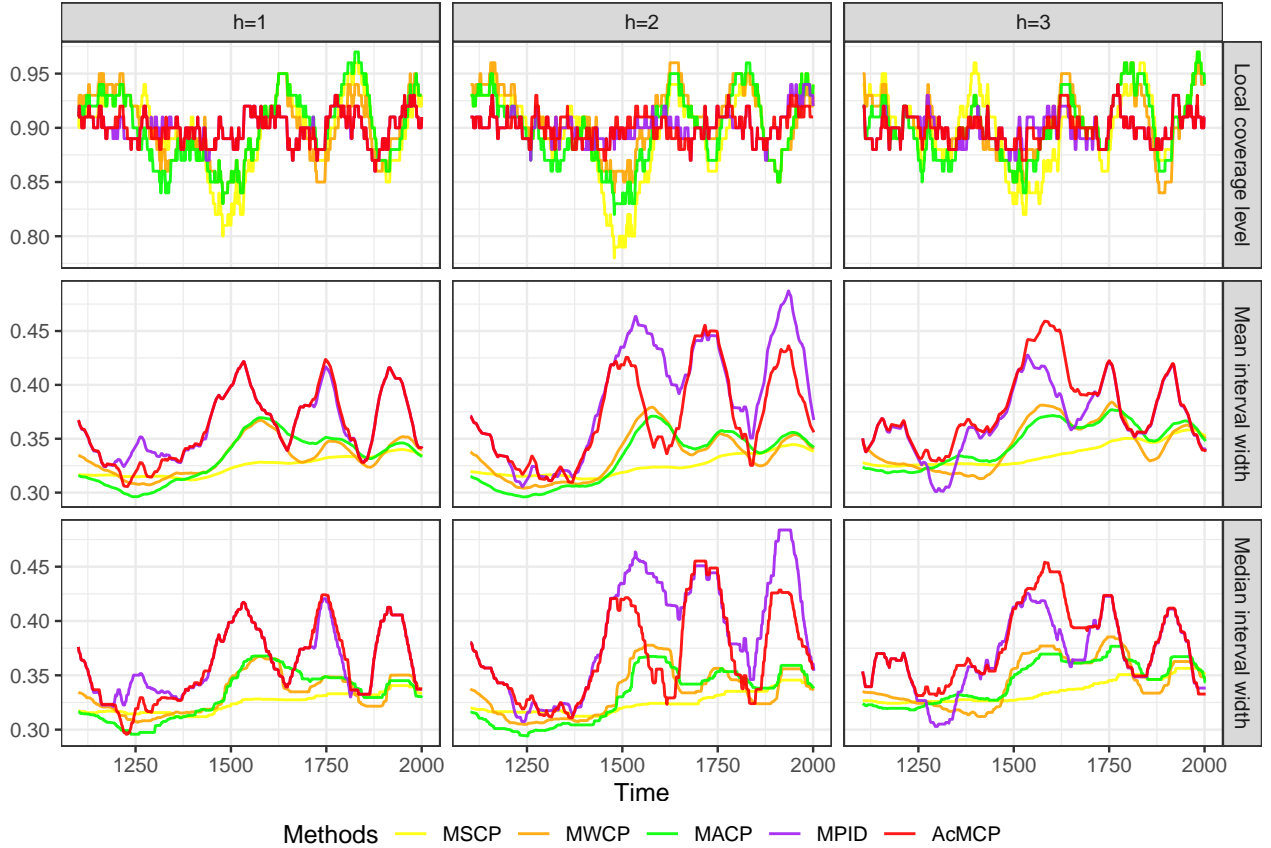 h=1 h=2 h=3
0.95
0.90
0.85
0.80
Local coverage level
0.45
0.40
0.35
0.30
Mean interval width
0.45
0.40
0.35
0.30
Median interval width
1250 1500 1750 2000 1250 1500 1750 2000 1250 1500 1750 2000
Time
Methods MSCP MWCP MACP MPID AcMCP